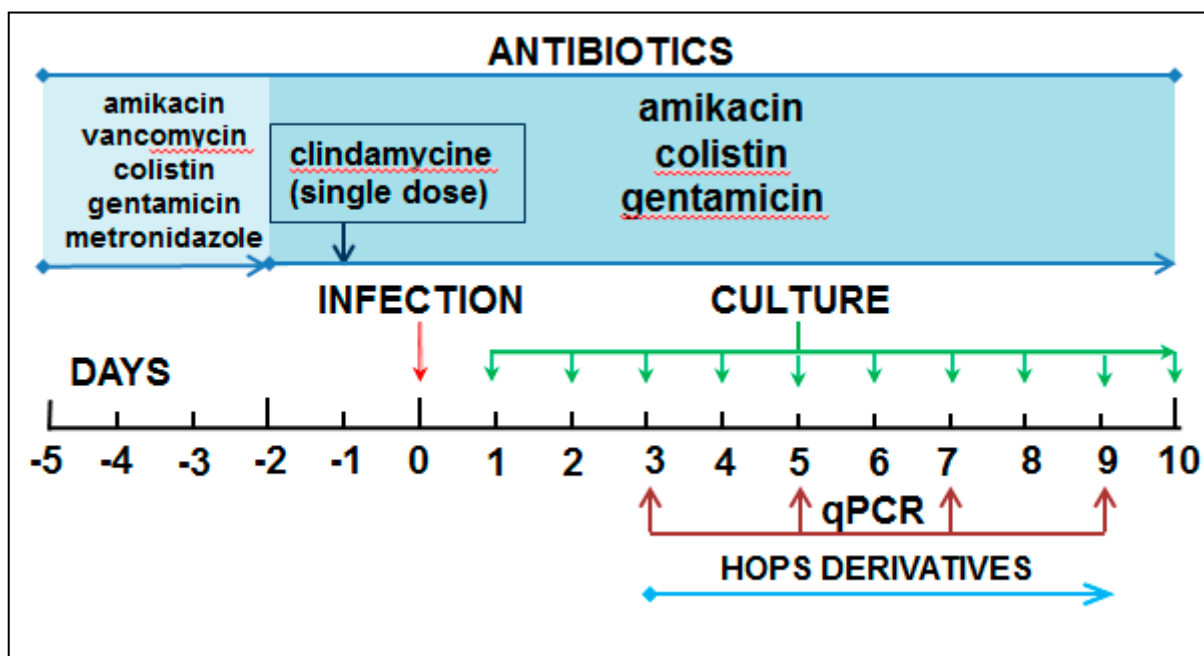 ANTIBIOTICS
amikacin
vancomycin
colistin
gentamicin
metronidazole
clindamycine
(single dose)
amikacin
colistin
gentamicin
INFECTION
CULTURE
DAYS
-5 -4 -3 -2 -1 0 1 2 3 4 5 6 7 8 9 10
qPCR
HOPS DERIVATIVES